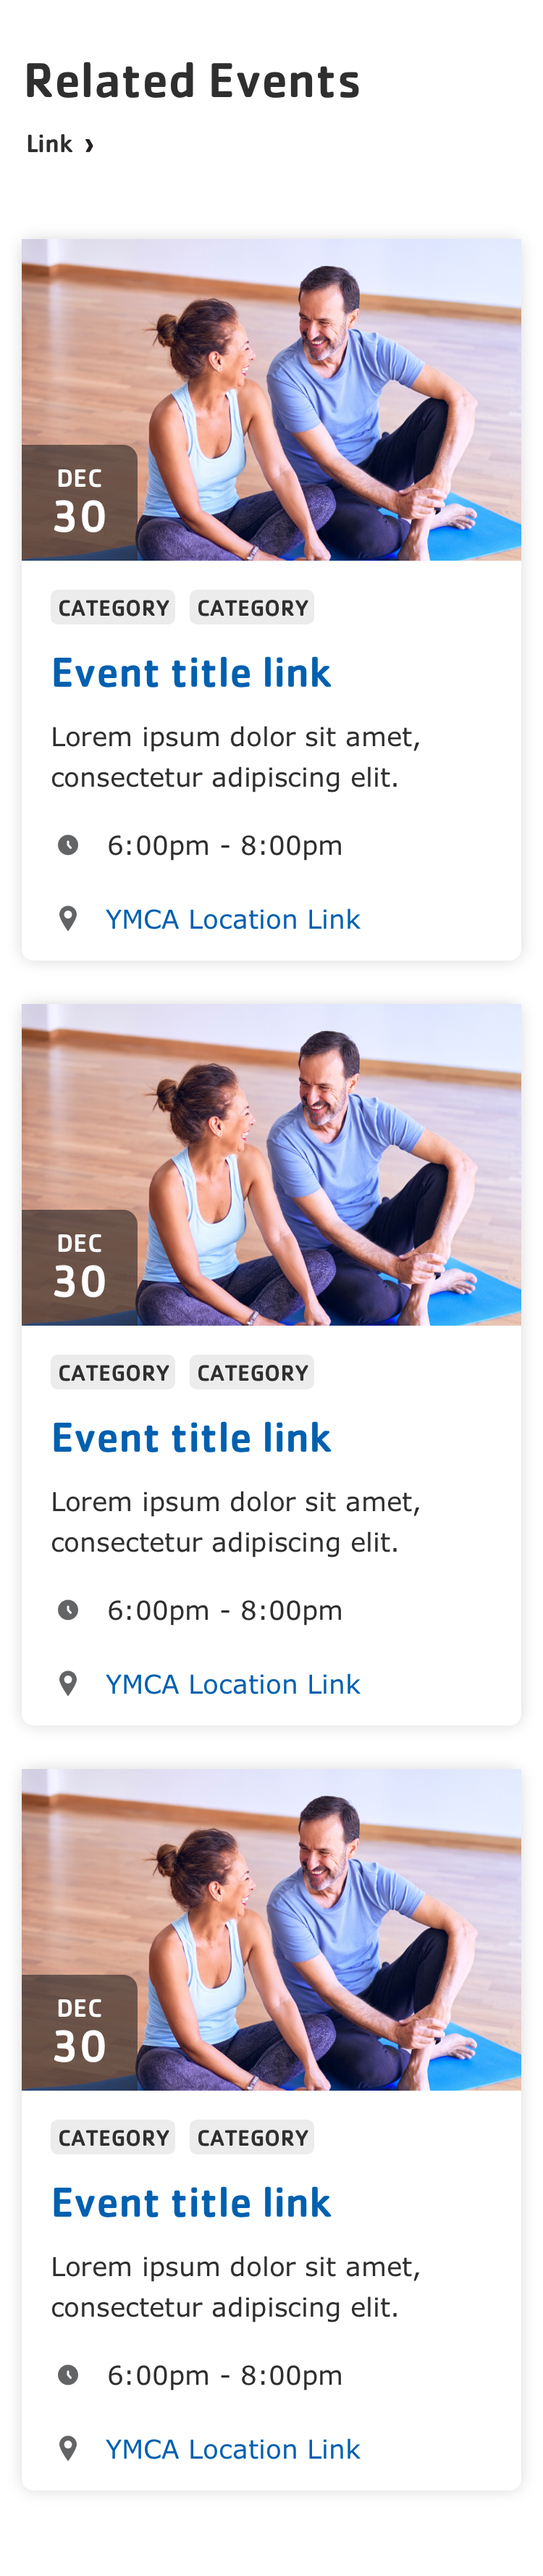 Related Events
Link ›
DEC
30
CATEGORY CATEGORY
Event title link
Lorem ipsum dolor sit amet,
consectetur adipiscing elit.
6:00pm - 8:00pm
YMCA Location Link
DEC
30
CATEGORY CATEGORY
Event title link
Lorem ipsum dolor sit amet,
consectetur adipiscing elit.
6:00pm - 8:00pm
YMCA Location Link
DEC
30
CATEGORY CATEGORY
Event title link
Lorem ipsum dolor sit amet,
consectetur adipiscing elit.
6:00pm - 8:00pm
YMCA Location Link